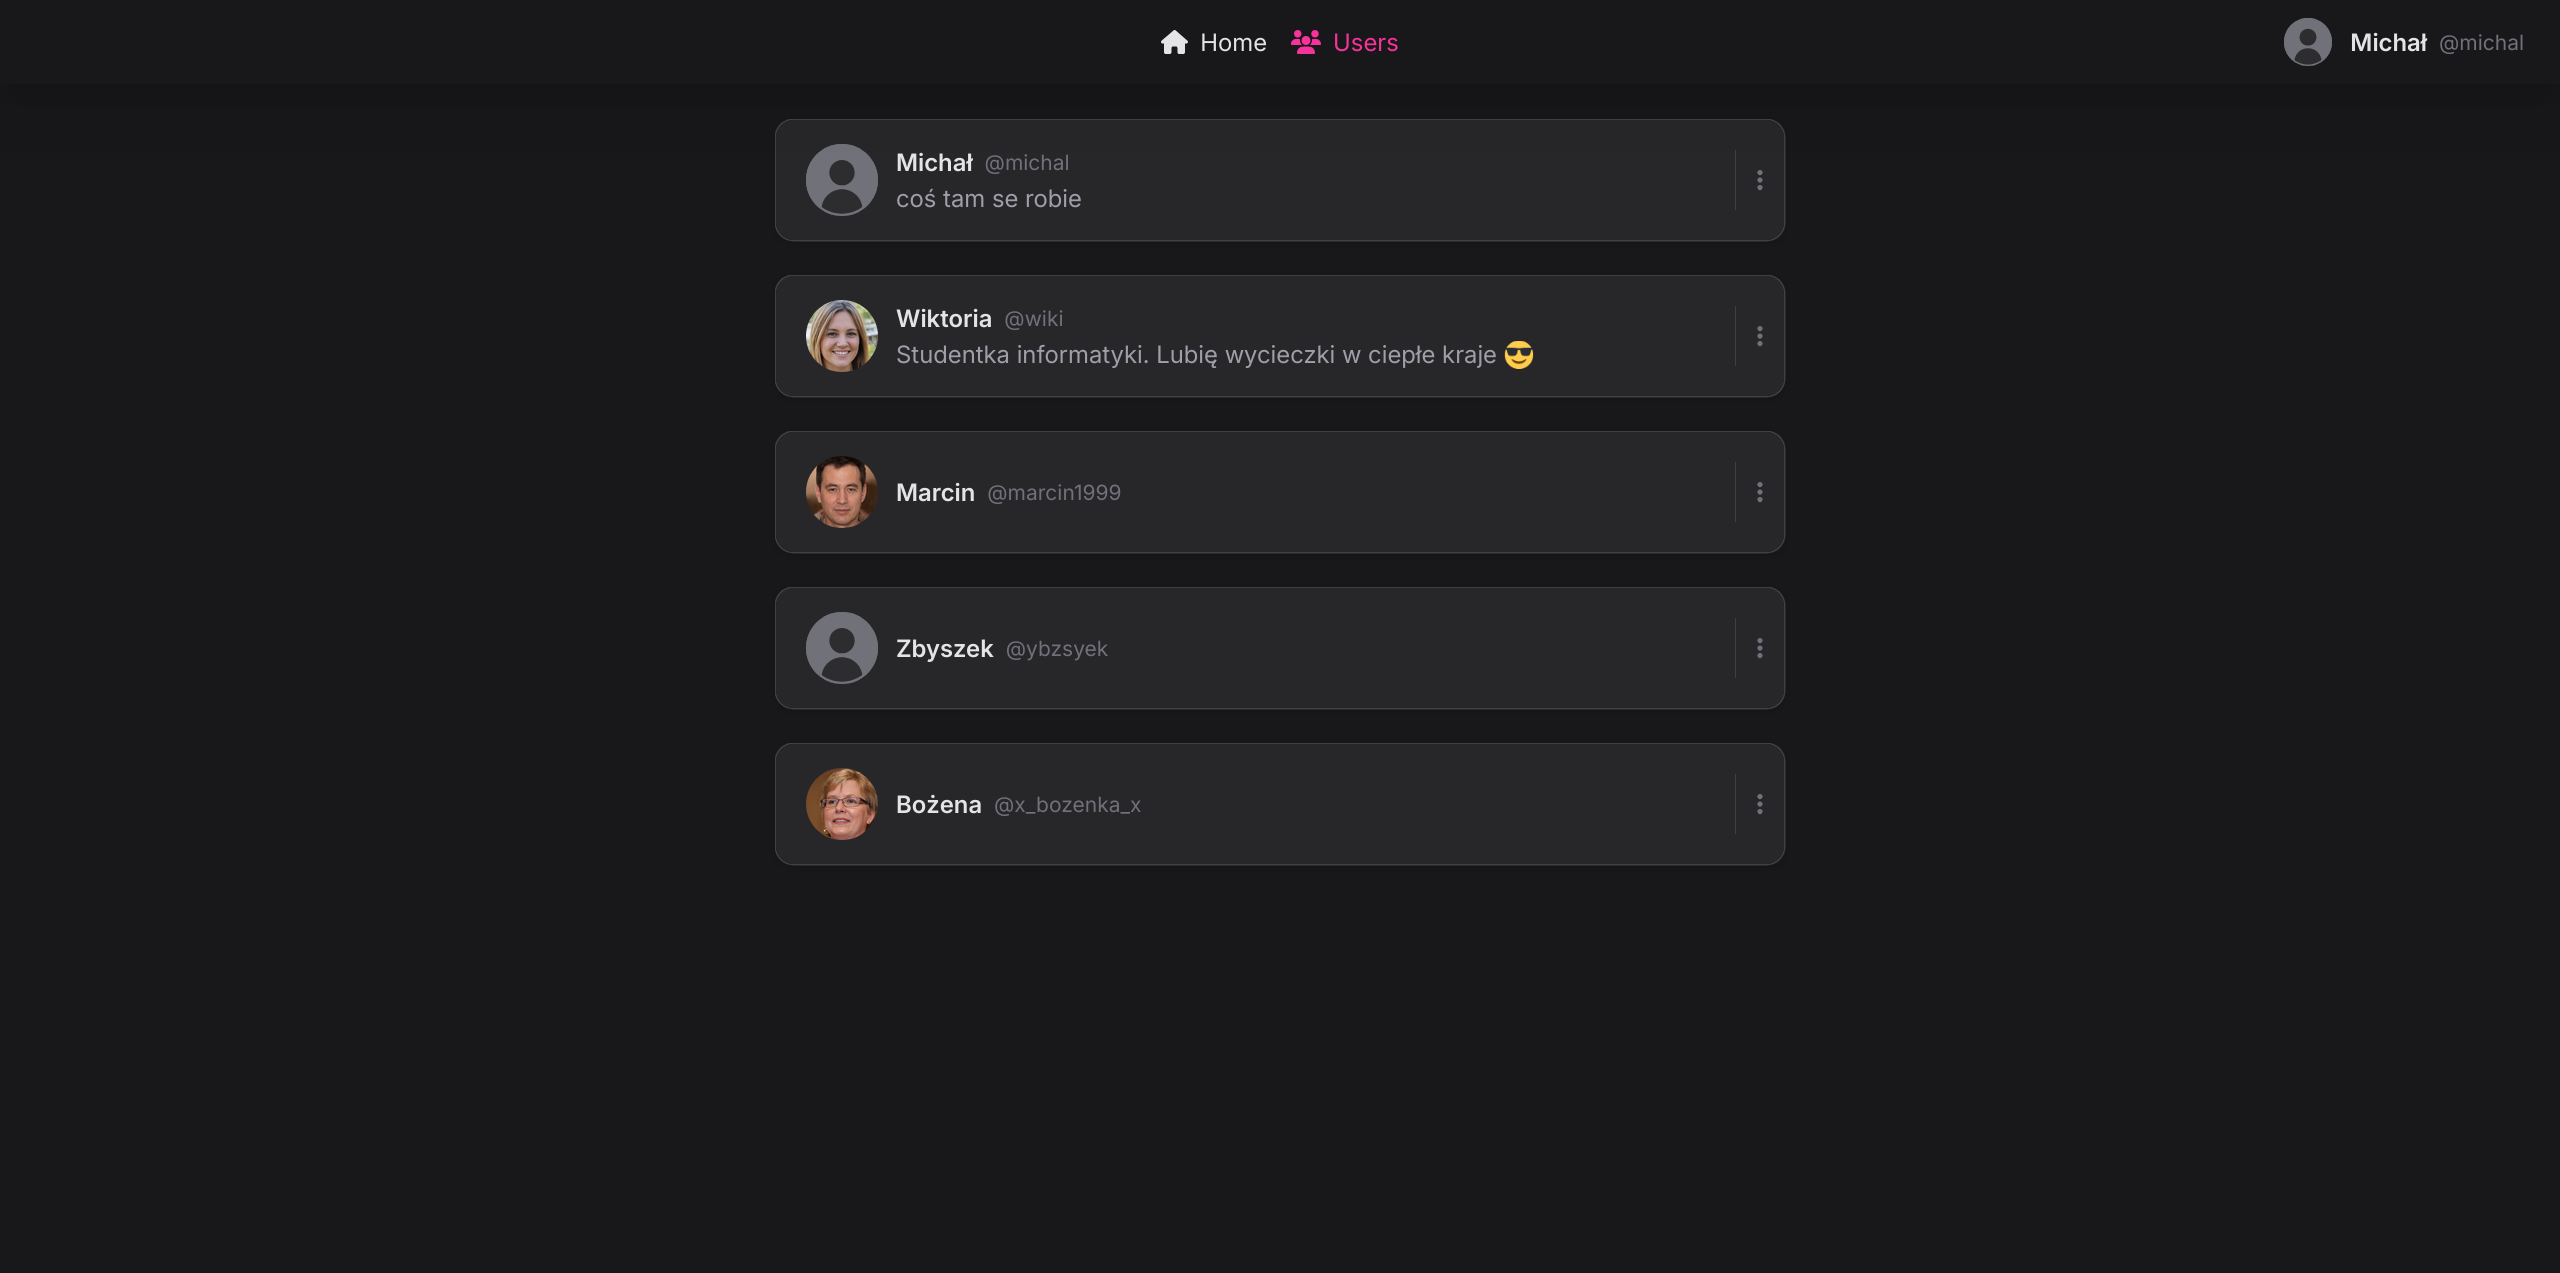 Home Users Michał @michal
Michał @michal
coś tam se robie
Wiktoria @wiki
Studentka informatyki. Lubię wycieczki w ciepłe kraje 😎
Marcin @marcin1999
Zbyszek @ybzsyek
Bożena @x_bozenka_x